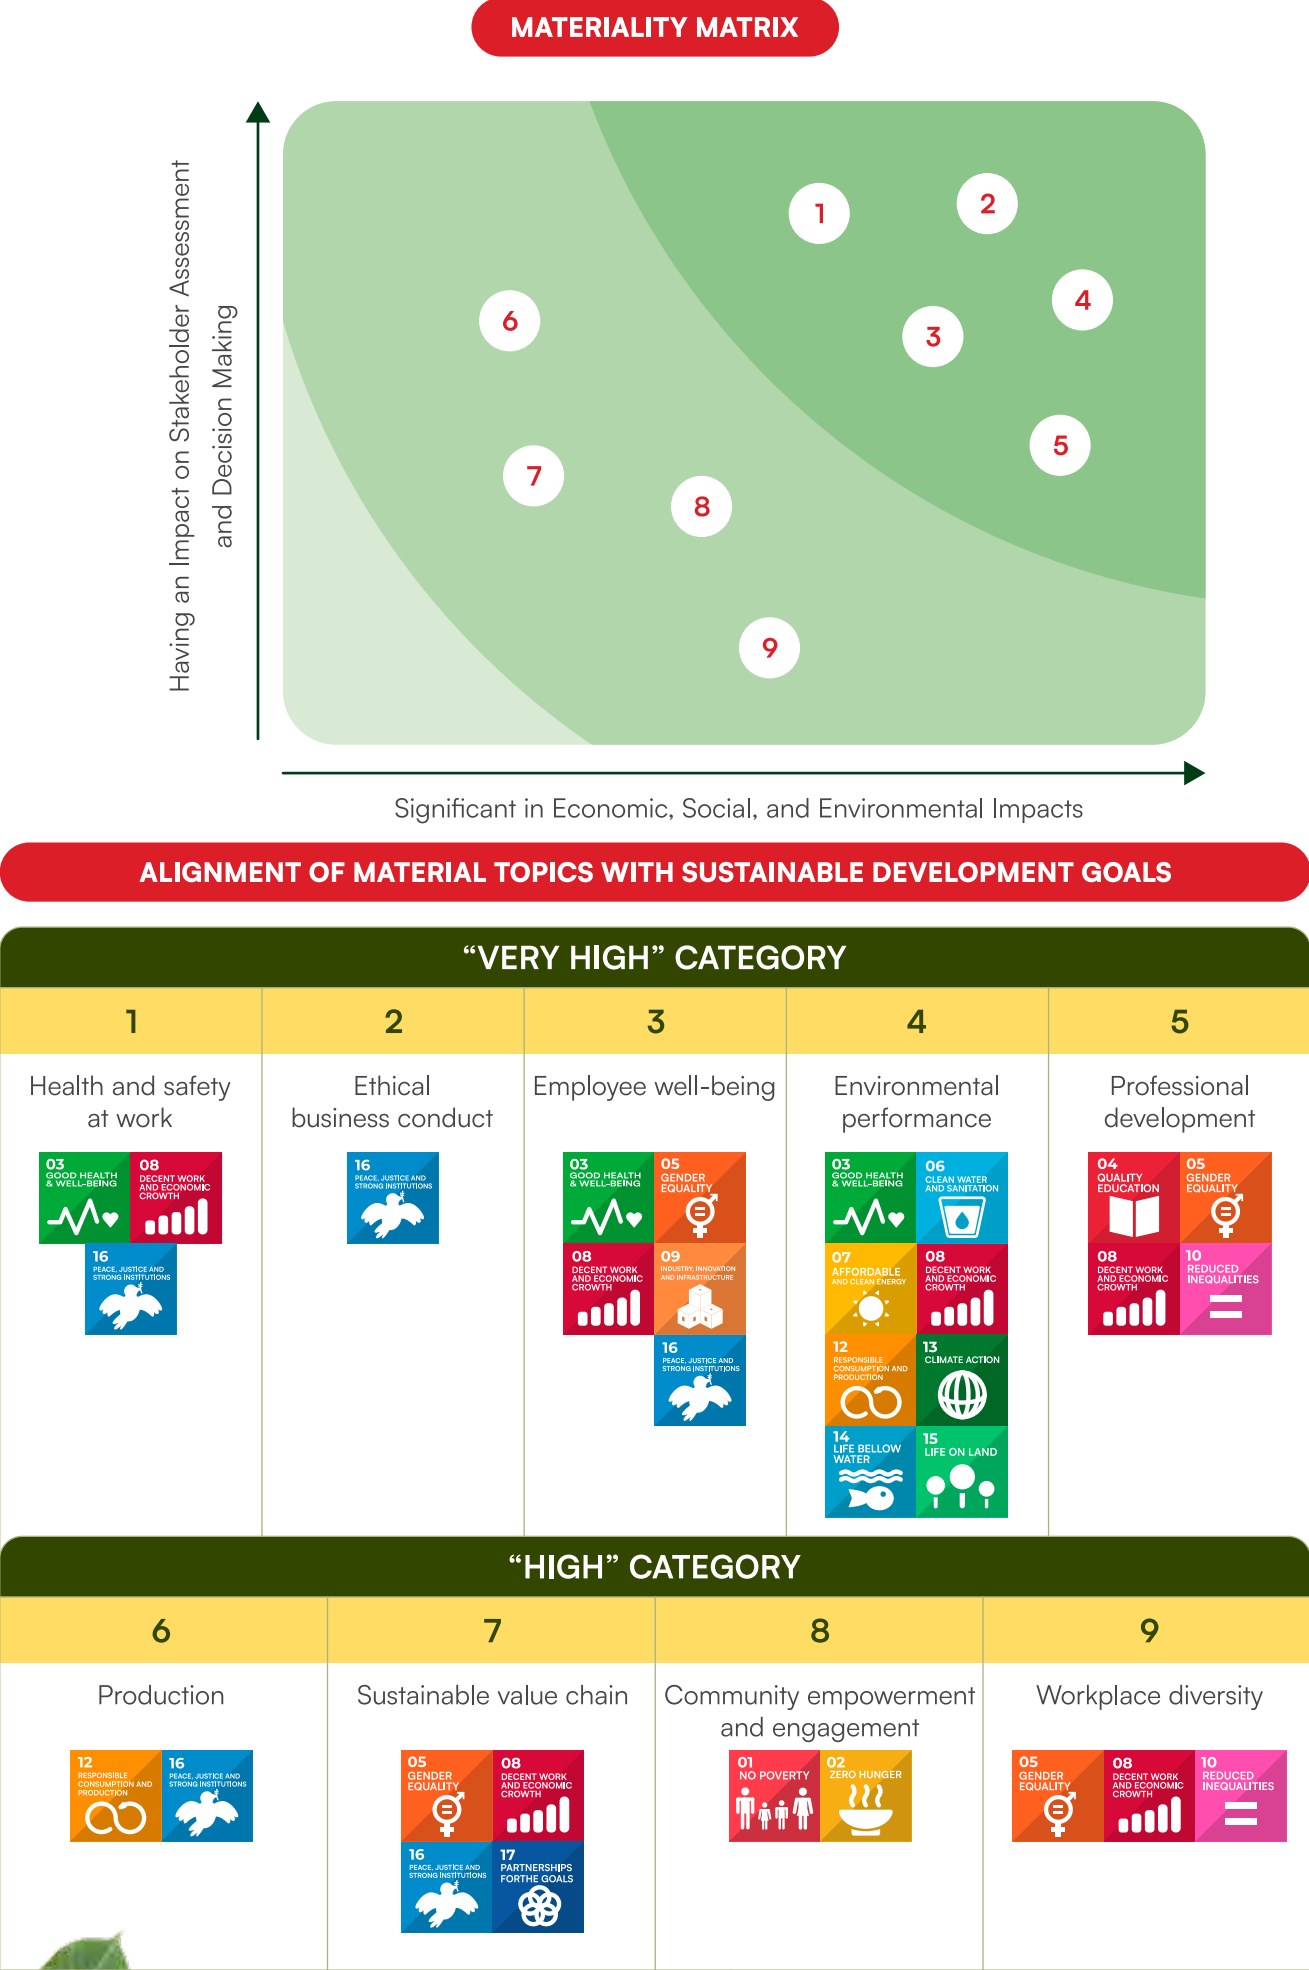 MATERIALITY MATRIX
Having an Impact on Stakeholder Assessment
and Decision Making
1
2
3
4
5
6
7
8
9
Significant in Economic, Social, and Environmental Impacts
ALIGNMENT OF MATERIAL TOPICS WITH SUSTAINABLE DEVELOPMENT GOALS
“VERY HIGH” CATEGORY
1
2
3
4
5
Health and safety
at work
03
GOOD HEALTH
& WELL-BEING
08
DECENT WORK
AND ECONOMIC
CROWTH
16
PEACE, JUSTICE AND
STRONG INSTITUTIONS
Ethical
business conduct
16
PEACE, JUSTICE AND
STRONG INSTITUTIONS
Employee well-being
03
GOOD HEALTH
& WELL-BEING
05
GENDER
EQUALITY
08
DECENT WORK
AND ECONOMIC
CROWTH
09
INDUSTRY, INNOVATION
AND INFRASTRUCTURE
16
PEACE, JUSTICE AND
STRONG INSTITUTIONS
Environmental
performance
03
GOOD HEALTH
& WELL-BEING
06
CLEAN WATER
AND SANITATION
07
AFFORDABLE
AND CLEAN ENERGY
08
DECENT WORK
AND ECONOMIC
CROWTH
12
RESPONSIBLE
CONSUMPTION AND
PRODUCTION
13
CLIMATE ACTION
14
LIFE BELLOW
WATER
15
LIFE ON LAND
Professional
development
04
QUALITY
EDUCATION
05
GENDER
EQUALITY
08
DECENT WORK
AND ECONOMIC
CROWTH
10
REDUCED
INEQUALITIES
“HIGH” CATEGORY
6
7
8
9
Production
12
RESPONSIBLE
CONSUMPTION AND
PRODUCTION
16
PEACE, JUSTICE AND
STRONG INSTITUTIONS
Sustainable value chain
05
GENDER
EQUALITY
08
DECENT WORK
AND ECONOMIC
CROWTH
16
PEACE, JUSTICE AND
STRONG INSTITUTIONS
17
PARTNERSHIPS
FORTHE GOALS
Community empowerment
and engagement
01
NO POVERTY
02
ZERO HUNGER
Workplace diversity
05
GENDER
EQUALITY
08
DECENT WORK
AND ECONOMIC
CROWTH
10
REDUCED
INEQUALITIES